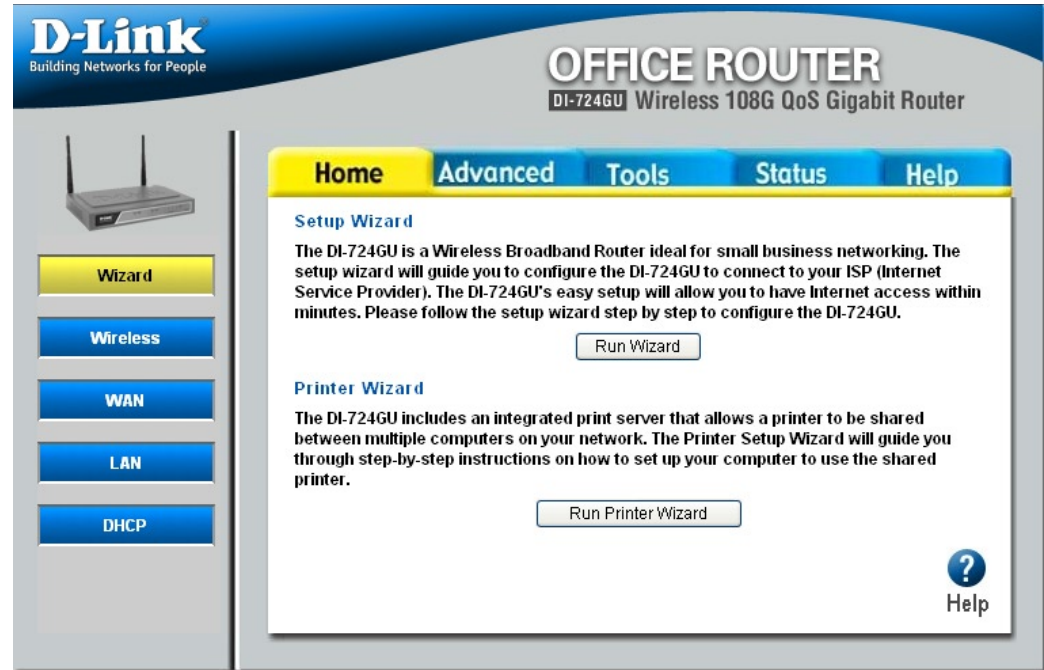 D-Link
Building Networks for People
OFFICE ROUTER
DI-724GU Wireless 108G QoS Gigabit Router
Home Advanced Tools Status Help
Wizard
Wireless
WAN
LAN
DHCP
Setup Wizard
The DI-724GU is a Wireless Broadband Router ideal for small business networking. The
setup wizard will guide you to configure the DI-724GU to connect to your ISP (Internet
Service Provider). The DI-724GU's easy setup will allow you to have Internet access within
minutes. Please follow the setup wizard step by step to configure the DI-724GU.
Run Wizard
Printer Wizard
The DI-724GU includes an integrated print server that allows a printer to be shared
between multiple computers on your network. The Printer Setup Wizard will guide you
through step-by-step instructions on how to set up your computer to use the shared
printer.
Run Printer Wizard
?
Help